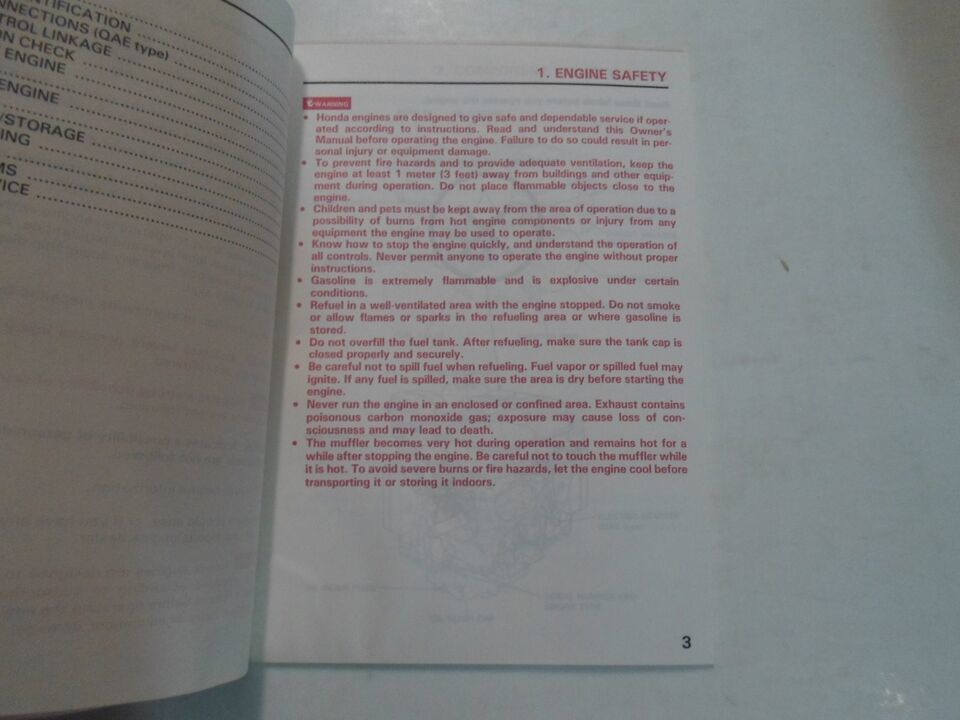 ENTIFICATION
NNECTIONS (QAE type)
TROL LINKAGE
ON CHECK
ENGINE
ENGINE
/STORAGE
ING
MS
VICE
1. ENGINE SAFETY
WARNING
• Honda engines are designed to give safe and dependable service if oper-
ated according to instructions. Read and understand this Owner's
Manual before operating the engine. Failure to do so could result in per-
sonal injury or equipment damage.
• To prevent fire hazards and to provide adequate ventilation, keep the
engine at least 1 meter (3 feet) away from buildings and other equip-
ment during operation. Do not place flammable objects close to the
engine.
• Children and pets must be kept away from the area of operation due to a
possibility of burns from hot engine components or injury from any
equipment the engine may be used to operate.
• Know how to stop the engine quickly, and understand the operation of
all controls. Never permit anyone to operate the engine without proper
instructions.
• Gasoline is extremely flammable and is explosive under certain
conditions.
• Refuel in a well-ventilated area with the engine stopped. Do not smoke
or allow flames or sparks in the refueling area or where gasoline is
stored.
• Do not overfill the fuel tank. After refueling, make sure the tank cap is
closed properly and securely.
• Be careful not to spill fuel when refueling. Fuel vapor or spilled fuel may
ignite. If any fuel is spilled, make sure the area is dry before starting the
engine.
• Never run the engine in an enclosed or confined area. Exhaust contains
poisonous carbon monoxide gas; exposure may cause loss of con-
sciousness and may lead to death.
• The muffler becomes very hot during operation and remains hot for a
while after stopping the engine. Be careful not to touch the muffler while
it is hot. To avoid severe burns or fire hazards, let the engine cool before
transporting it or storing it indoors.
3